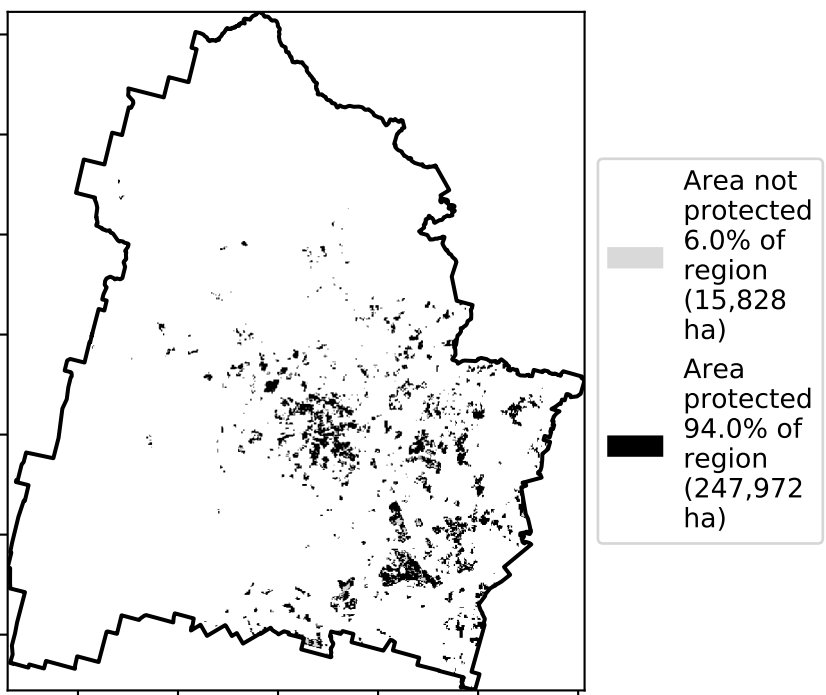 Area not
protected
6.0% of
region
(15,828
ha)
Area
protected
94.0% of
region
(247,972
ha)